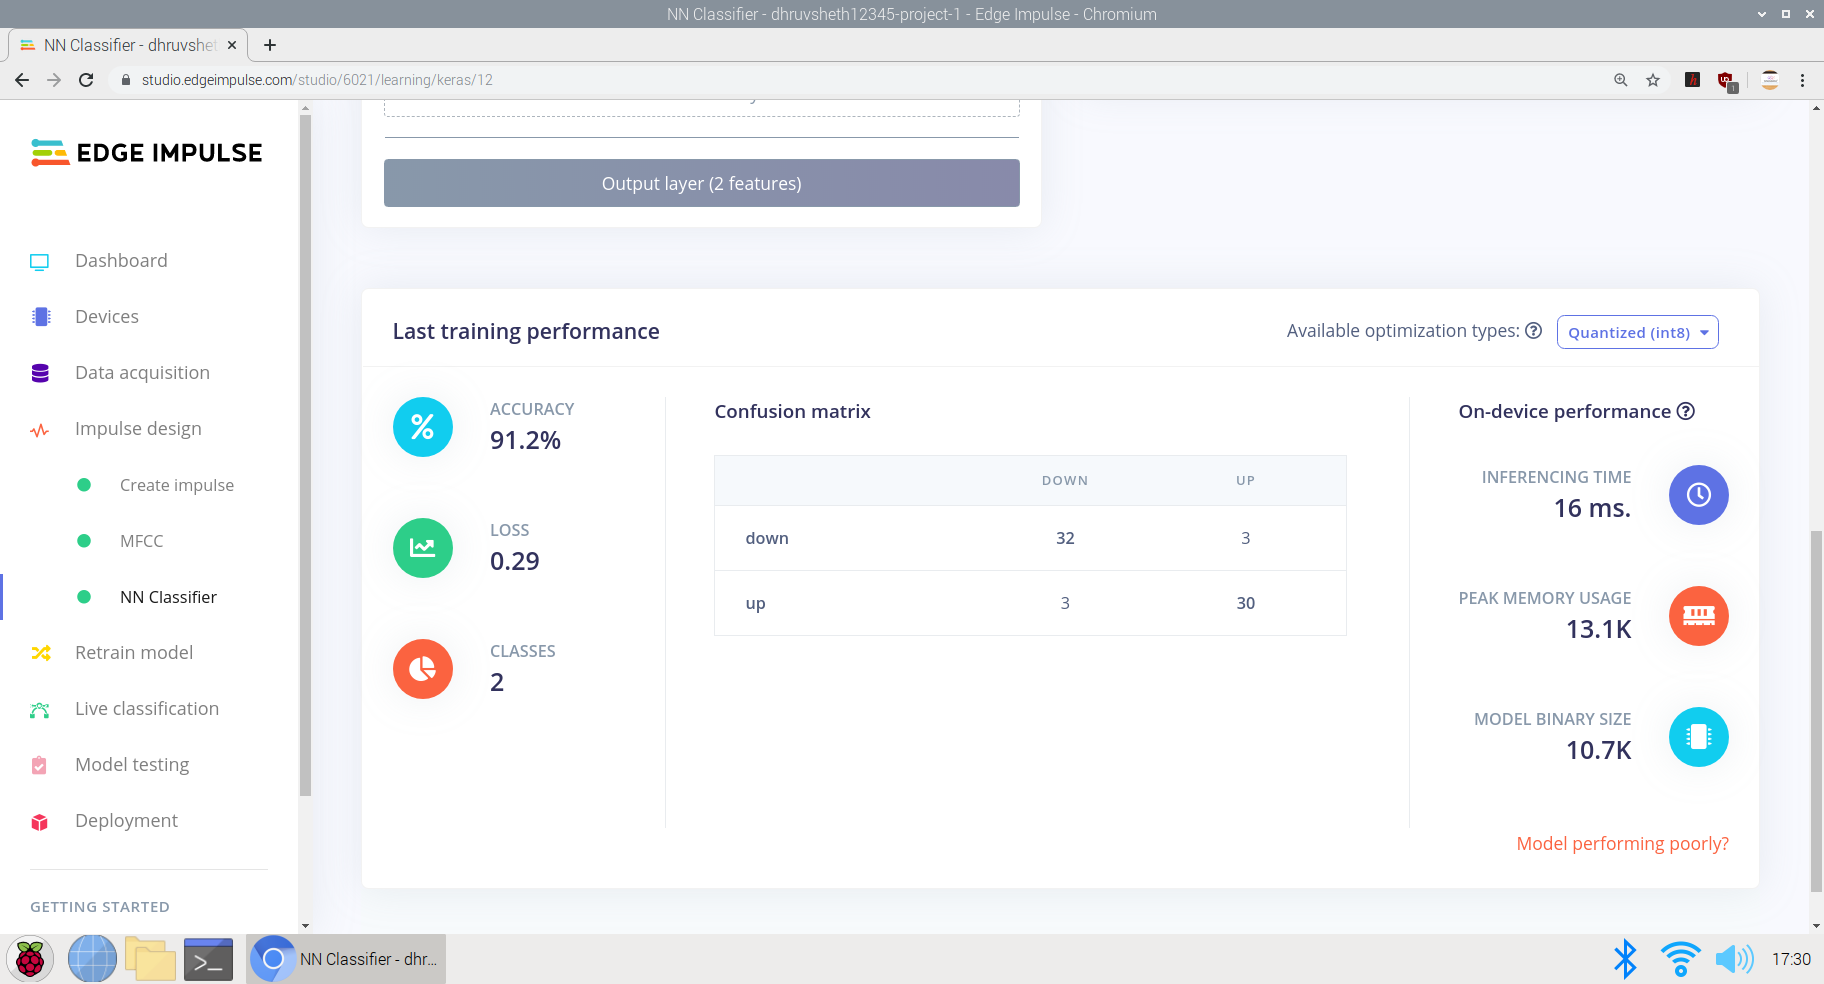 NN Classifier - dhruvsheth12345-project-1 - Edge Impulse - Chromium
NN Classifier - dhruvshet
studio.edgeimpulse.com/studio/6021/learning/keras/12
1
EDGE IMPULSE
Dashboard
Devices
Data acquisition
Impulse design
Create impulse
MFCC
NN Classifier
Retrain model
Live classification
Model testing
Deployment
GETTING STARTED
Output layer (2 features)
Last training performance
Available optimization types: ?
Quantized (int8)
%
ACCURACY
91.2%
LOSS
0.29
CLASSES
2
Confusion matrix
DOWN UP
down 32 3
up 3 30
On-device performance ?
INFERENCING TIME
16 ms.
PEAK MEMORY USAGE
13.1K
MODEL BINARY SIZE
10.7K
Model performing poorly?
>_
NN Classifier - dhr...
17:30